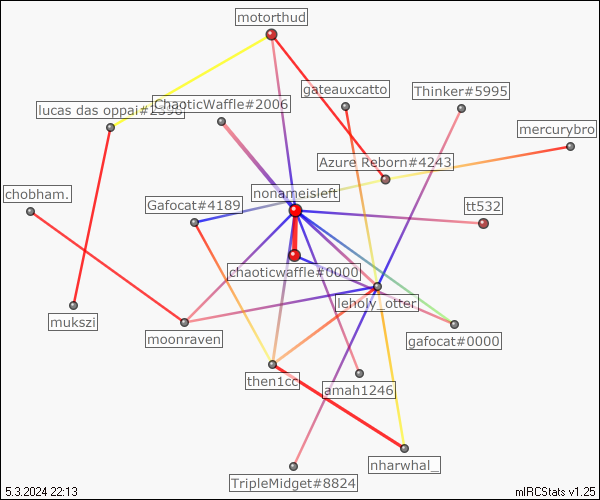 motorthud
gateauxcatto
Thinker#5995
lucas das oppai#2396
ChaoticWaffle#2006
mercurybro
Azure Reborn#4243
chobham.
nonameisleft
Gafocat#4189
tt532
chaoticwaffle#0000
leholy_otter
mukszi
moonraven
gafocat#0000
then1cc
amah1246
nharwhal_
TripleMidget#8824
5.3.2024 22:13
mIRCStats v1.25